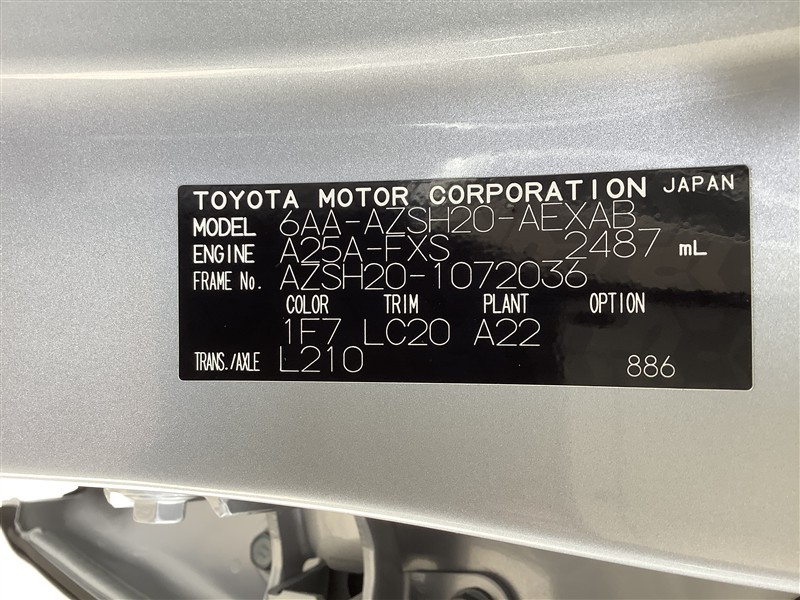 TOYOTA MOTOR CORPORATION JAPAN
MODEL 6AA-AZSH20-AEXAB
ENGINE A25A-FXS 2487 mL
FRAME No. AZSH20-1072036
COLOR TRIM PLANT OPTION
1F7 LC20 A22
TRANS./AXLE L210 886